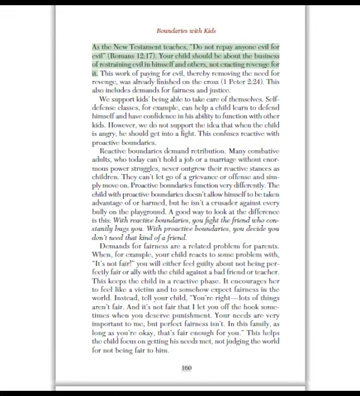 Boundaries with Kids
As the New Testament teaches, "Do not repay anyone evil for
evil" (Romans 12:17). Your child should be about the business
of restraining evil in himself and others, not exacting revenge for
it. This work of paying for evil, thereby removing the need for
revenge, was already finished on the cross (1 Peter 2:24). This
also includes demands for fairness and justice.
We support kids' being able to take care of themselves. Self-
defense classes, for example, can help a child learn to defend
himself and have confidence in his ability to function with other
kids. However, we do not support the idea that when the child
is angry, he should get into a fight. This confuses reactive with
proactive boundaries.
Reactive boundaries demand retribution. Many combative
adults, who today can't hold a job or a marriage without enor-
mous power struggles, never outgrew their reactive stances as
children. They can't let go of a grievance or offense and sim-
ply move on. Proactive boundaries function very differently. The
child with proactive boundaries doesn't allow himself to be taken
advantage of or harmed, but he isn't a crusader against every
bully on the playground. A good way to look at the difference
is this: With reactive boundaries, you fight the friend who con-
stantly bugs you. With proactive boundaries, you decide you
don't need that kind of a friend.
Demands for fairness are a related problem for parents.
When, for example, your child reacts to some problem with,
"It's not fair!" you will either feel guilty about not being per-
fectly fair or ally with the child against a bad friend or teacher.
This keeps the child in a reactive phase. It encourages her
to feel like a victim and to somehow expect fairness in the
world. Instead, tell your child, "You're right—lots of things
aren't fair. And it's not fair that I let you off the hook some-
times when you deserve punishment. Your needs are very
important to me, but perfect fairness isn't. In this family, as
long as you're okay, that's fair enough for you." This helps
the child focus on getting his needs met, not judging the world
for not being fair to him.
160